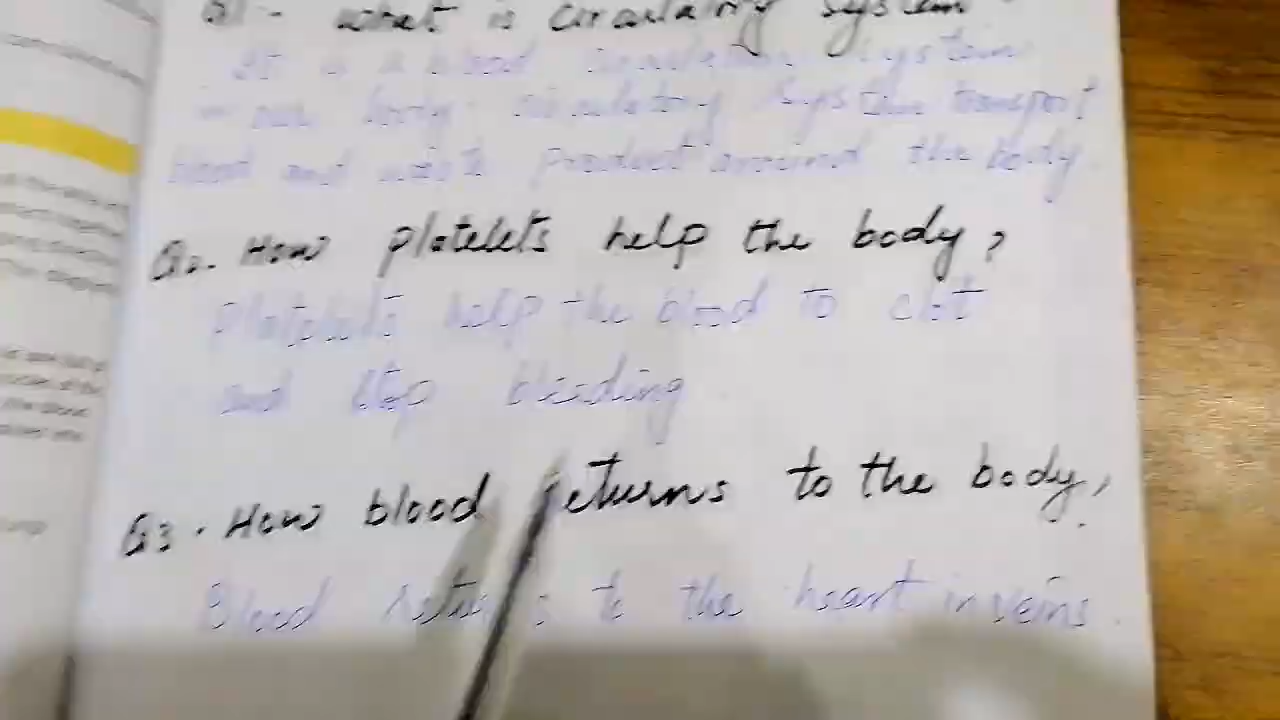 Q1- what is circulatory system
It is a blood circulatory system
in our body. circulatory system transport
blood and waste product around the body.
Q2. How platelets help the body?
Platelets help the blood to clot
and stop bleeding.
Q3. How blood returns to the body?
Blood returns to the heart in veins.